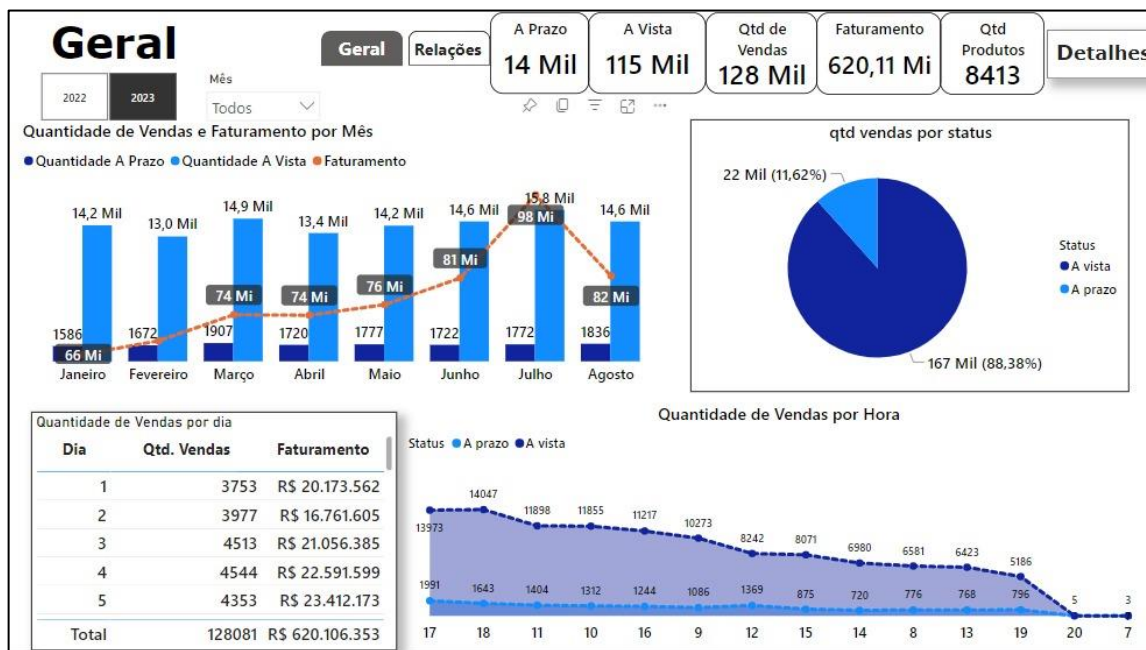 Geral
Geral
Relações
A Prazo
14 Mil
A Vista
115 Mil
Qtd de
Vendas
128 Mil
Faturamento
620,11 Mi
Qtd
Produtos
8413
Detalhes
2022
2023
Mês
Todos
Quantidade de Vendas e Faturamento por Mês
Quantidade A Prazo Quantidade A Vista Faturamento
14,2 Mil 13,0 Mil 14,9 Mil 13,4 Mil 14,2 Mil 14,6 Mil 15,8 Mil 14,6 Mil
66 Mi 74 Mi 74 Mi 76 Mi 81 Mi 98 Mi 82 Mi
1586 1672 1907 1720 1777 1722 1772 1836
Janeiro Fevereiro Março Abril Maio Junho Julho Agosto
qtd vendas por status
22 Mil (11,62%)
167 Mil (88,38%)
Status
A vista
A prazo
Quantidade de Vendas por dia
Dia Qtd. Vendas Faturamento
1 3753 R$ 20.173.562
2 3977 R$ 16.761.605
3 4513 R$ 21.056.385
4 4544 R$ 22.591.599
5 4353 R$ 23.412.173
Total 128081 R$ 620.106.353
Quantidade de Vendas por Hora
Status A prazo A vista
13973 14047 11898 11855 11217 10273 8242 8071 6980 6581 6423 5186 5 3
1991 1643 1404 1312 1244 1086 1369 875 720 776 768 796
17 18 11 10 16 9 12 15 14 8 13 19 20 7